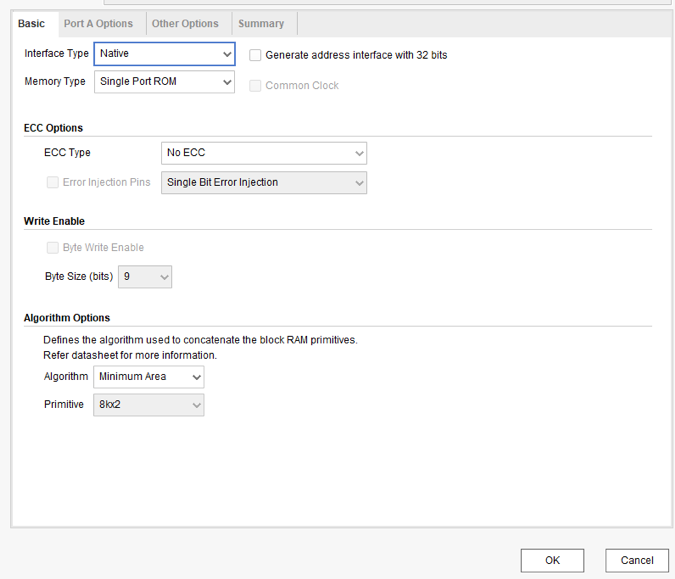 Basic Port A Options Other Options Summary
Interface Type Native Generate address interface with 32 bits
Memory Type Single Port ROM Common Clock
ECC Options
ECC Type No ECC
Error Injection Pins Single Bit Error Injection
Write Enable
Byte Write Enable
Byte Size (bits) 9
Algorithm Options
Defines the algorithm used to concatenate the block RAM primitives.
Refer datasheet for more information.
Algorithm Minimum Area
Primitive 8kx2
OK Cancel